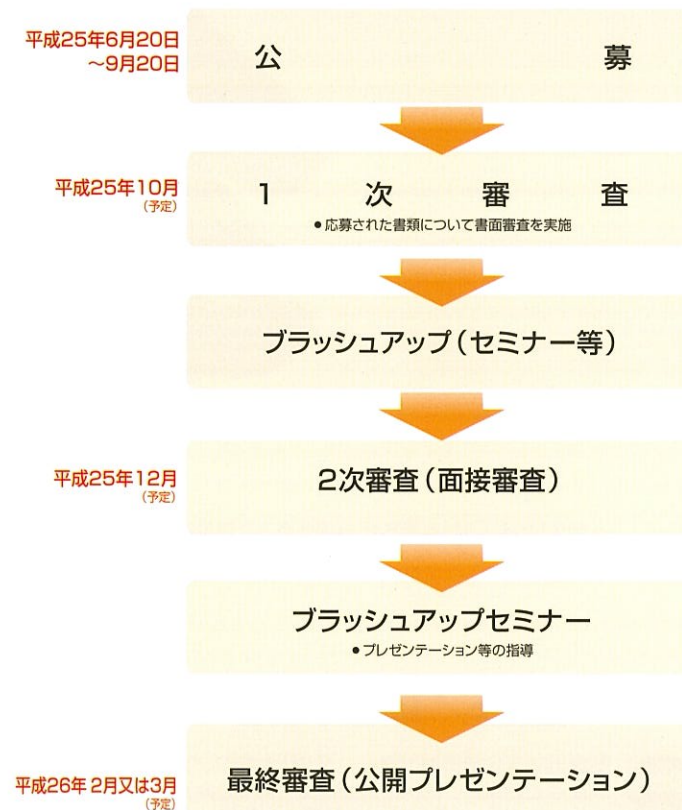 平成25年6月20日
~9月20日
公募
平成25年10月
(予定)
1次審査
●応募された書類について書面審査を実施
ブラッシュアップ(セミナー等)
平成25年12月
(予定)
2次審査(面接審査)
ブラッシュアップセミナー
●プレゼンテーション等の指導
平成26年 2月又は3月
(予定)
最終審査(公開プレゼンテーション)